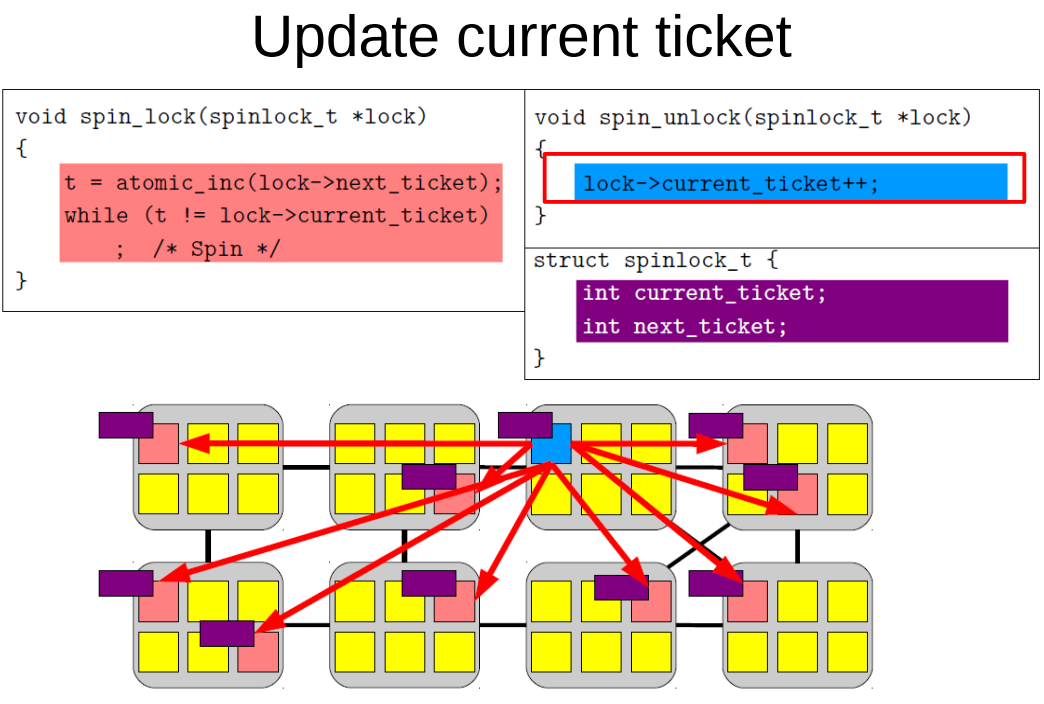 Update current ticket
void spin_lock(spinlock_t *lock)
{
t = atomic_inc(lock->next_ticket);
while (t != lock->current_ticket)
; /* Spin */
}
void spin_unlock(spinlock_t *lock)
{
lock->current_ticket++;
}
struct spinlock_t {
int current_ticket;
int next_ticket;
}